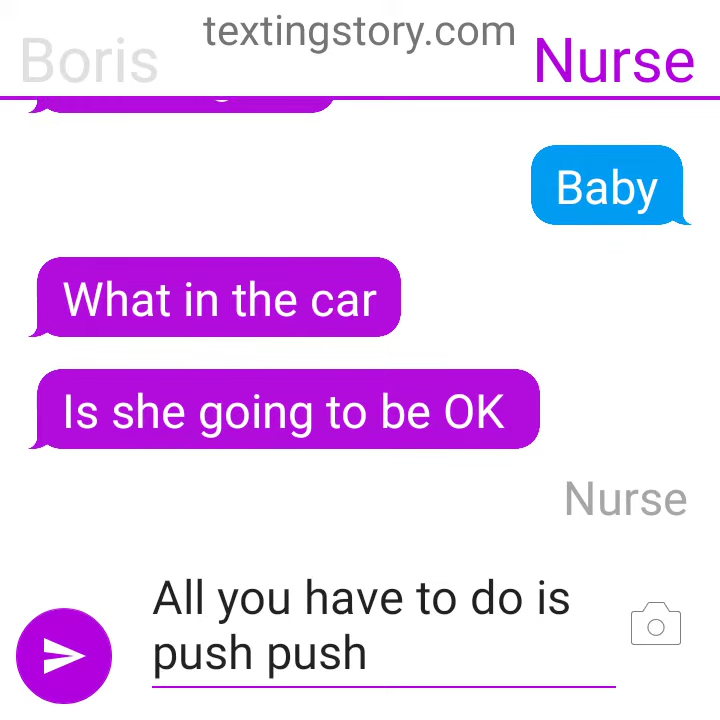 textingstory.com
Boris
Nurse
Baby
What in the car
Is she going to be OK
Nurse
All you have to do is
push push